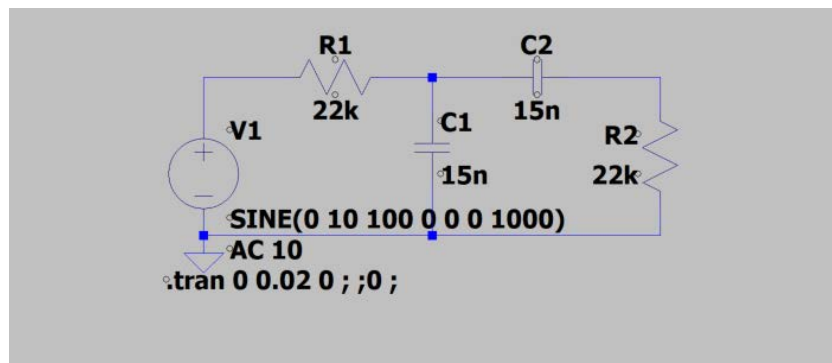 R1
C2
22k
15n
V1
C1
R2
15n
22k
SINE(0 10 100 0 0 0 1000)
AC 10
.tran 0 0.02 0 ; ;0 ;